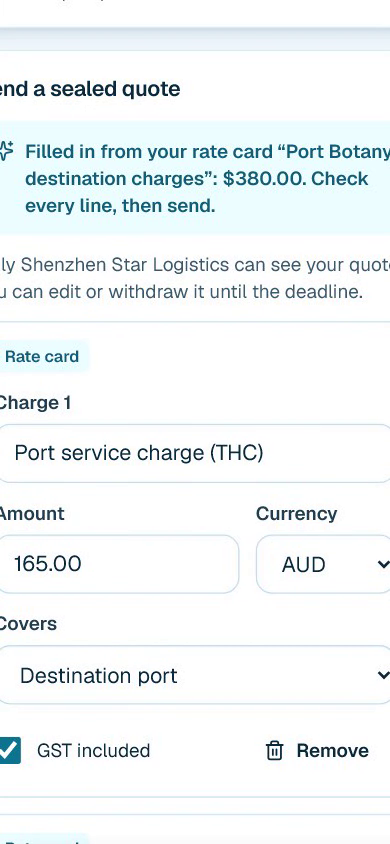 end a sealed quote
Filled in from your rate card “Port Botany
destination charges”: $380.00. Check
every line, then send.
ly Shenzhen Star Logistics can see your quote
u can edit or withdraw it until the deadline.
Rate card
Charge 1
Port service charge (THC)
Amount Currency
165.00 AUD
Covers
Destination port
GST included Remove